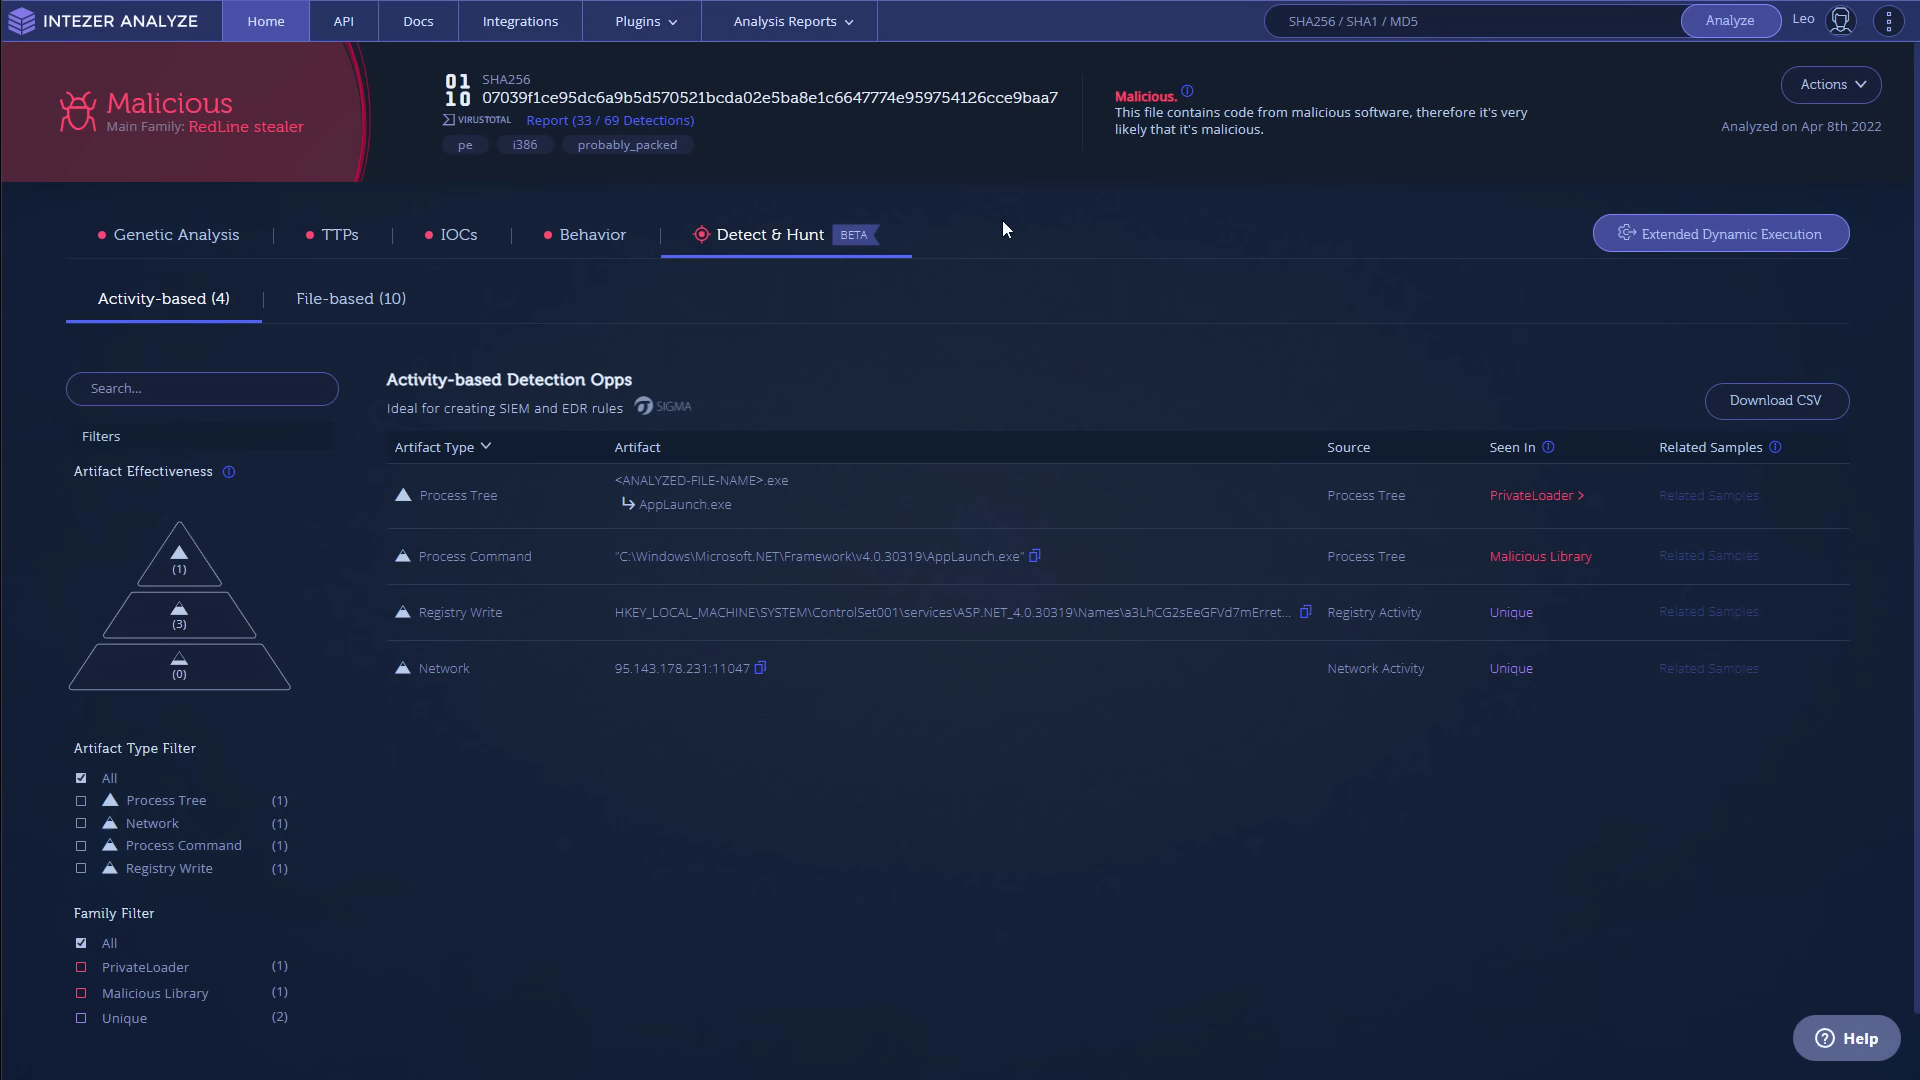 INTEZER ANALYZE
Home
API
Docs
Integrations
Plugins
Analysis Reports
SHA256 / SHA1 / MD5
Analyze
Leo
Malicious
Main Family: RedLine stealer
01
10
SHA256
07039f1ce95dc6a9b5d570521bcda02e5ba8e1c6647774e959754126cce9baa7
VIRUSTOTAL
Report (33 / 69 Detections)
pe
i386
probably_packed
Malicious.
This file contains code from malicious software, therefore it's very
likely that it's malicious.
Actions
Analyzed on Apr 8th 2022
Genetic Analysis
TTPs
IOCs
Behavior
Detect & Hunt
BETA
Extended Dynamic Execution
Activity-based (4)
File-based (10)
Search...
Filters
Artifact Effectiveness
(1)
(3)
(0)
Artifact Type Filter
All
Process Tree (1)
Network (1)
Process Command (1)
Registry Write (1)
Family Filter
All
PrivateLoader (1)
Malicious Library (1)
Unique (2)
Activity-based Detection Opps
Ideal for creating SIEM and EDR rules
SIGMA
Download CSV
Artifact Type
Artifact
Source
Seen In
Related Samples
Process Tree
<ANALYZED-FILE-NAME>.exe
AppLaunch.exe
Process Tree
PrivateLoader >
Related Samples
Process Command
"C:\Windows\Microsoft.NET\Framework\v4.0.30319\AppLaunch.exe"
Process Tree
Malicious Library
Related Samples
Registry Write
HKEY_LOCAL_MACHINE\SYSTEM\ControlSet001\services\ASP.NET_4.0.30319\Names\a3LhCG2sEeGFVd7mErret...
Registry Activity
Unique
Related Samples
Network
95.143.178.231:11047
Network Activity
Unique
Related Samples
Help